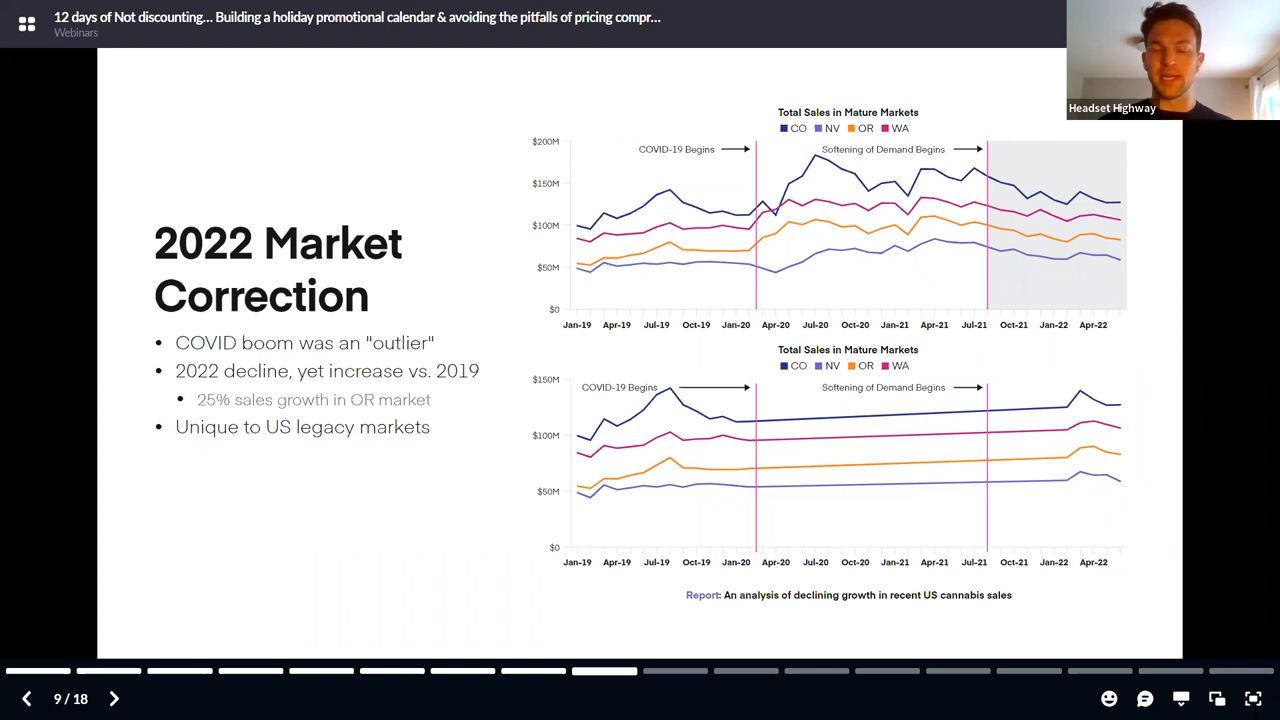 12 days of Not discounting... Building a holiday promotional calendar & avoiding the pitfalls of pricing compr...
Webinars
Headset Highway
2022 Market
Correction
• COVID boom was an "outlier"
• 2022 decline, yet increase vs. 2019
• 25% sales growth in OR market
• Unique to US legacy markets
Total Sales in Mature Markets
CO NV OR WA
COVID-19 Begins
Softening of Demand Begins
$200M
$150M
$100M
$50M
$0
Jan-19 Apr-19 Jul-19 Oct-19 Jan-20 Apr-20 Jul-20 Oct-20 Jan-21 Apr-21 Jul-21 Oct-21 Jan-22 Apr-22
Total Sales in Mature Markets
CO NV OR WA
COVID-19 Begins
Softening of Demand Begins
$150M
$100M
$50M
$0
Jan-19 Apr-19 Jul-19 Oct-19 Jan-20 Apr-20 Jul-20 Oct-20 Jan-21 Apr-21 Jul-21 Oct-21 Jan-22 Apr-22
Report: An analysis of declining growth in recent US cannabis sales
9 / 18